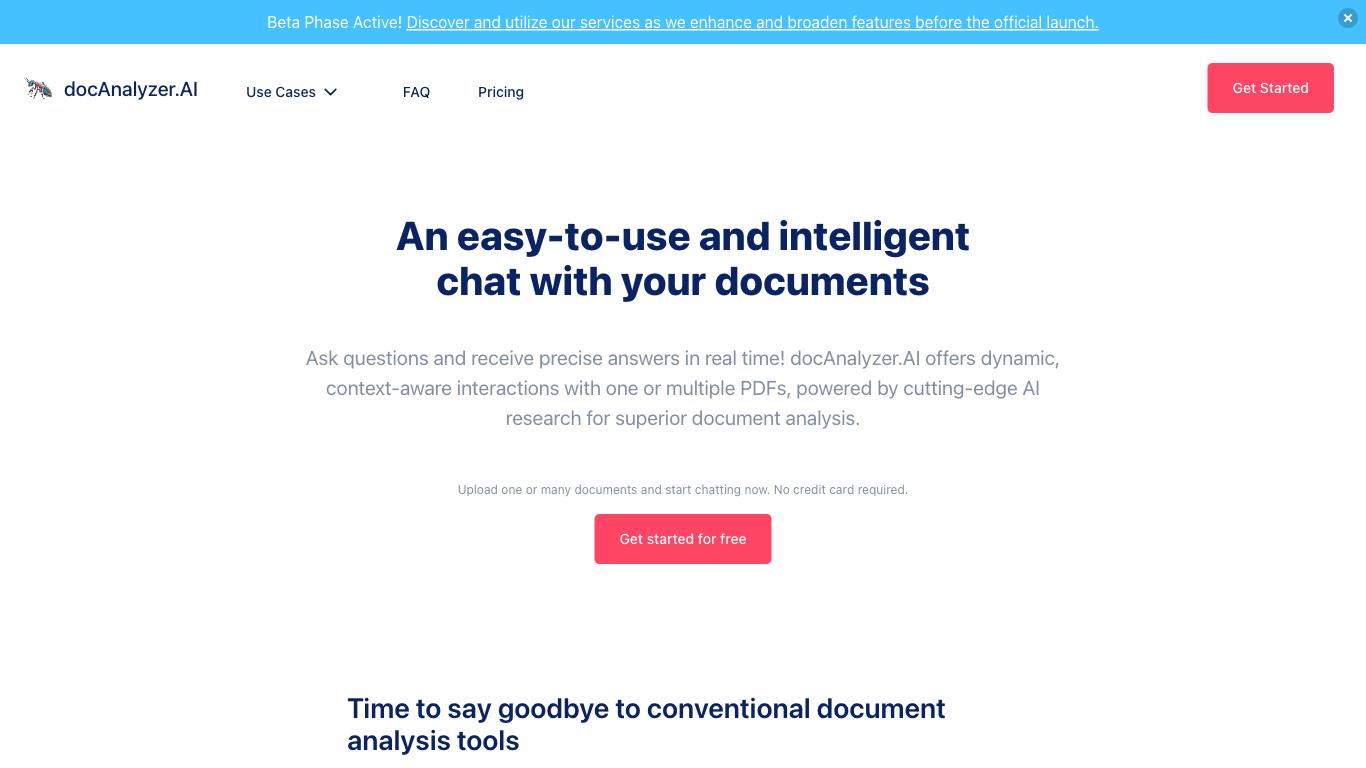 Beta Phase Active! Discover and utilize our services as we enhance and broaden features before the official launch.
docAnalyzer.AI
Use Cases
FAQ
Pricing
Get Started
An easy-to-use and intelligent
chat with your documents
Ask questions and receive precise answers in real time! docAnalyzer.AI offers dynamic,
context-aware interactions with one or multiple PDFs, powered by cutting-edge AI
research for superior document analysis.
Upload one or many documents and start chatting now. No credit card required.
Get started for free
Time to say goodbye to conventional document
analysis tools